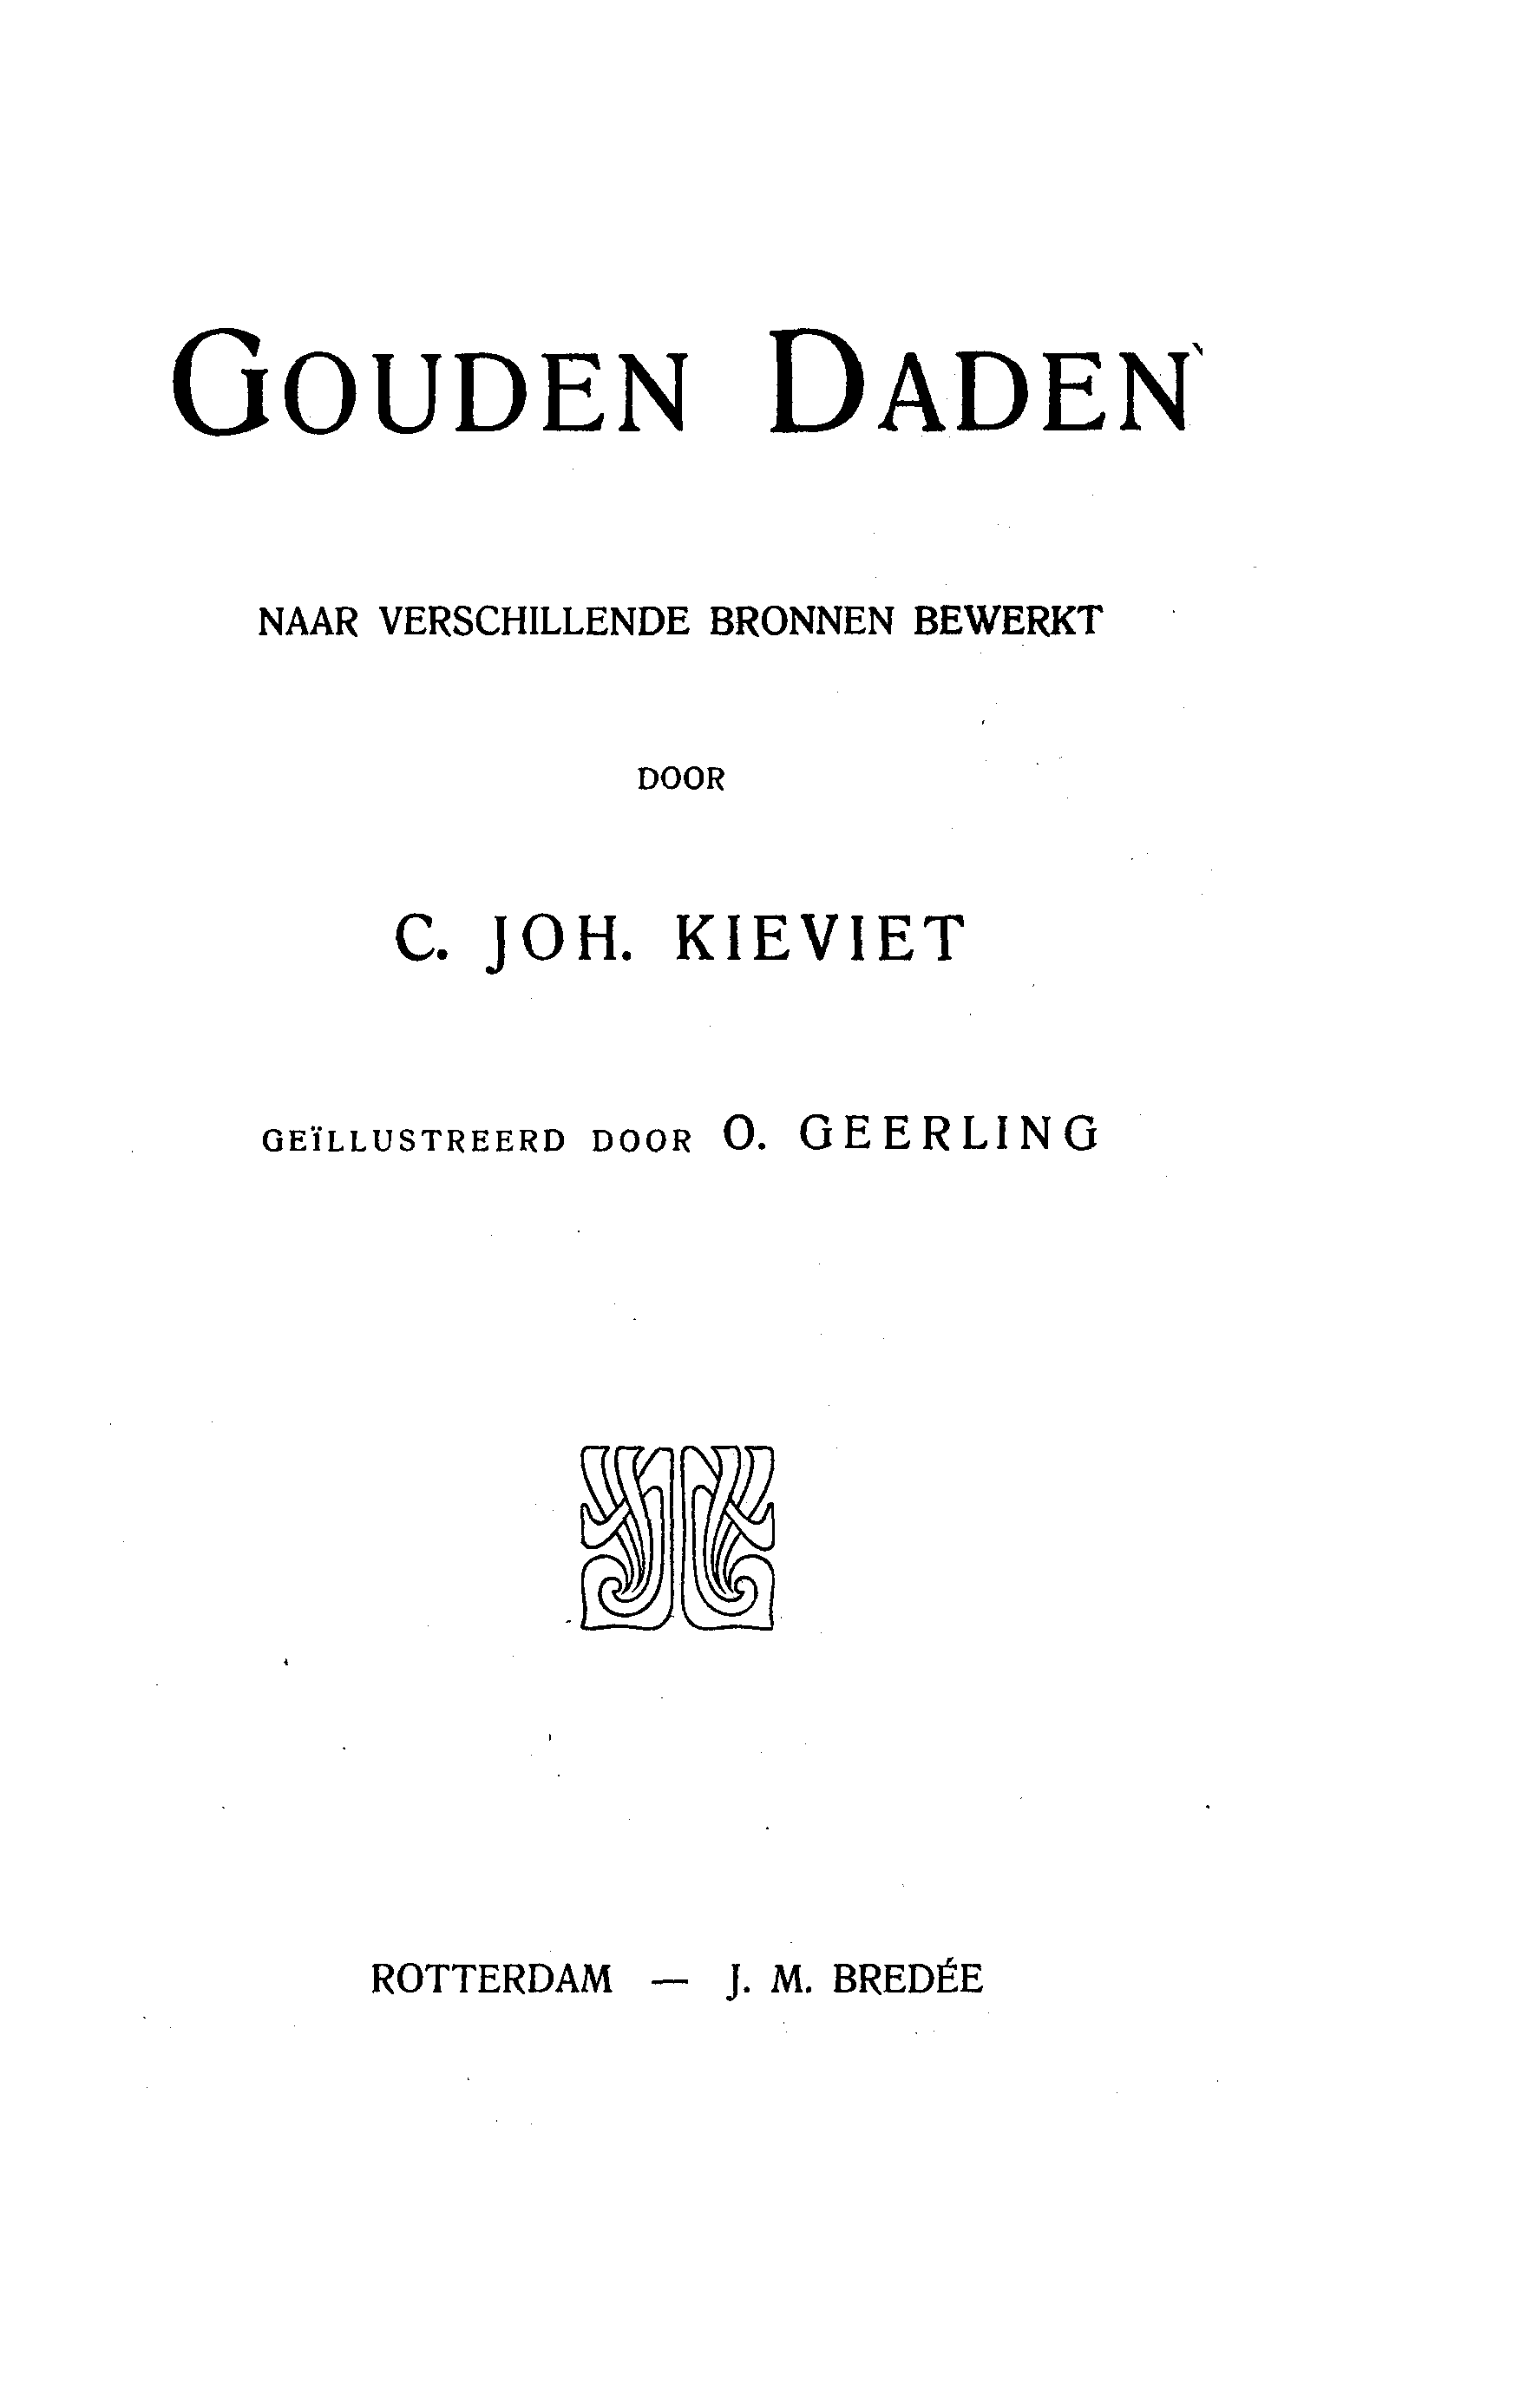 GOUDEN DADEN
NAAR VERSCHILLENDE BRONNEN BEWERKT
DOOR
C. JOH. KIEVIET
GEÏLLUSTREERD DOOR O. GEERLING
ROTTERDAM — J. M. BREDÉE